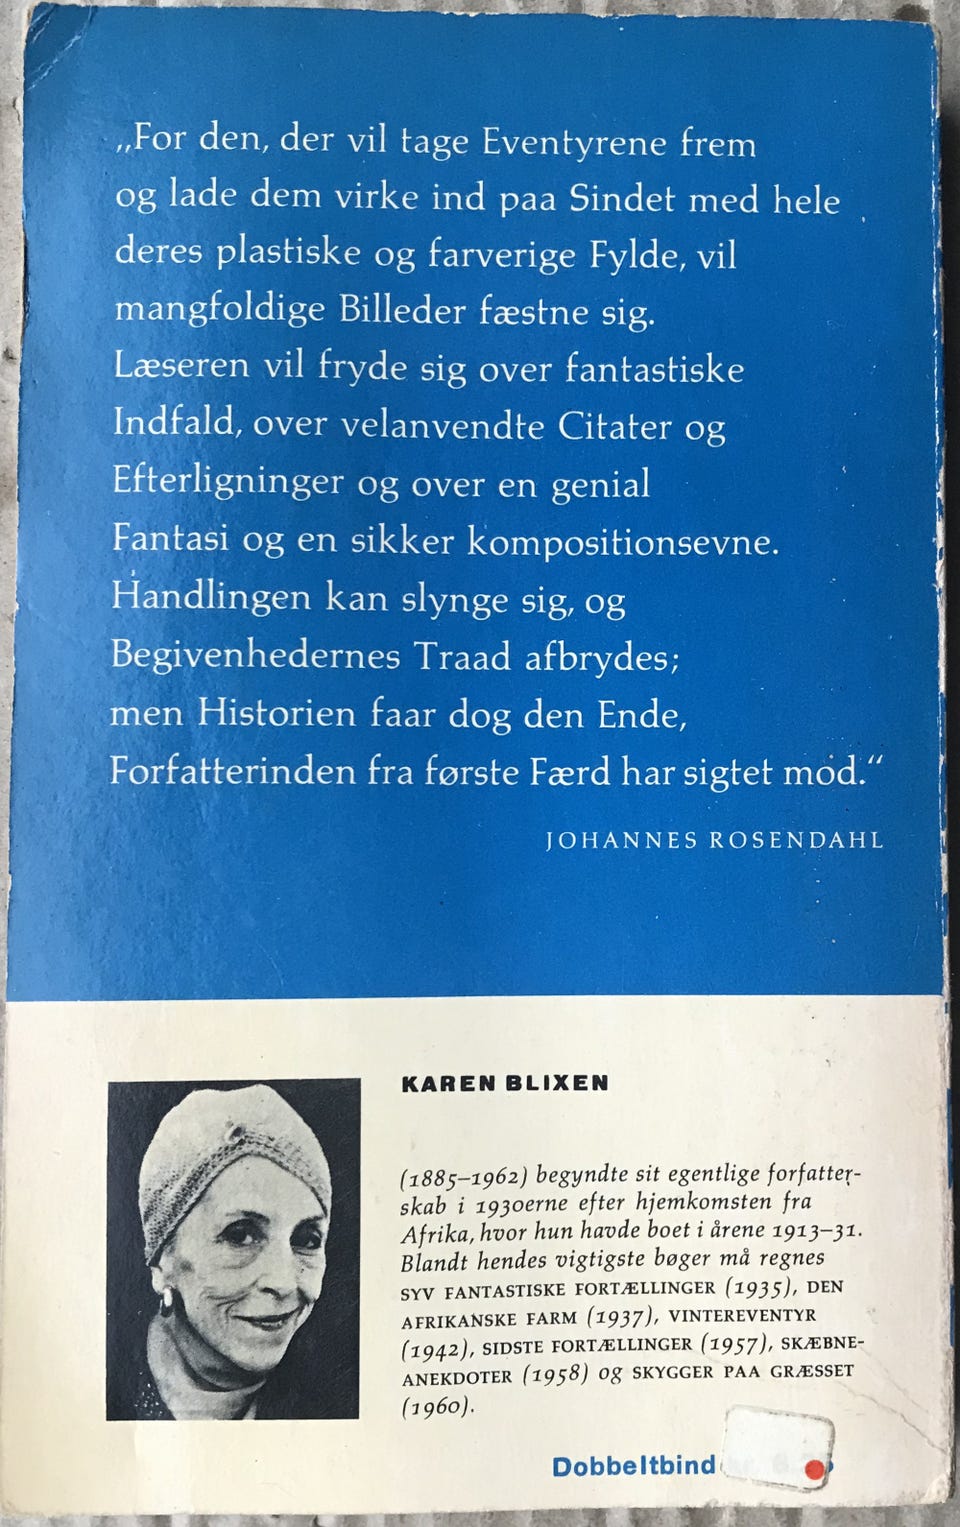 „For den, der vil tage Eventyrene frem
og lade dem virke ind paa Sindet med hele
deres plastiske og farverige Fylde, vil
mangfoldige Billeder fæstne sig.
Læseren vil fryde sig over fantastiske
Indfald, over velanvendte Citater og
Efterligninger og over en genial
Fantasi og en sikker kompositionsevne.
Handlingen kan slynge sig, og
Begivenhedernes Traad afbrydes;
men Historien faar dog den Ende,
Forfatterinden fra første Færd har sigtet mod.“
JOHANNES ROSENDAHL
KAREN BLIXEN
(1885–1962) begyndte sit egentlige forfatter-
skab i 1930erne efter hjemkomsten fra
Afrika, hvor hun havde boet i årene 1913–31.
Blandt hendes vigtigste bøger må regnes
SYV FANTASTISKE FORTÆLLINGER (1935), DEN
AFRIKANSKE FARM (1937), VINTEREVENTYR
(1942), SIDSTE FORTÆLLINGER (1957), SKÆBNE-
ANEKDOTER (1958) og SKYGGER PAA GRÆSSET
(1960).
Dobbeltbind